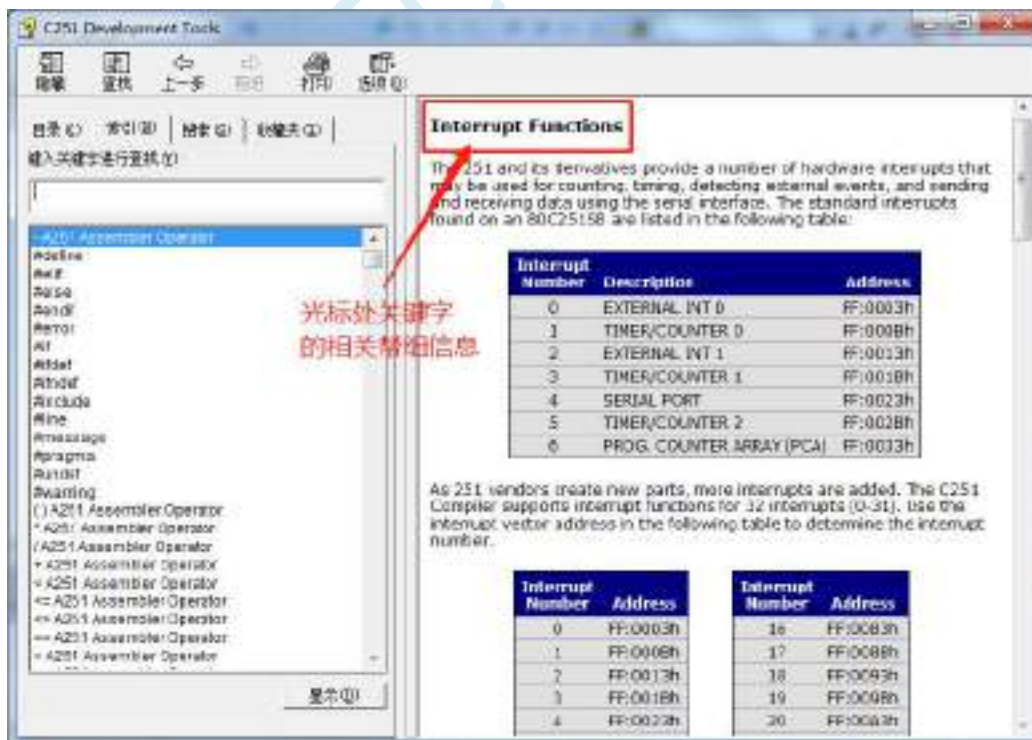 C251 Development Tools
隐藏 查找 上一步 前进 打印 选项(O)
目录(C) 索引(N) 搜索(S) 收藏夹(I)
键入关键字进行查找(W)
- A251 Assembler Operator
#define
#elif
#else
#endif
#error
#if
#ifdef
#ifndef
#include
#line
#message
#pragma
#undef
#warning
() A251 Assembler Operator
* A251 Assembler Operator
/ A251 Assembler Operator
+ A251 Assembler Operator
< A251 Assembler Operator
<= A251 Assembler Operator
A251 Assembler Operator
A251 Assembler Operator
A251 Assembler Operator
显示(D)
光标处关键字
的相关帮组信息
Interrupt Functions
The 251 and its derivatives provide a number of hardware interrupts that
may be used for counting, timing, detecting external events, and sending
and receiving data using the serial interface. The standard interrupts
found on an 80C251SB are listed in the following table:
Interrupt Number Description Address
0 EXTERNAL INT 0 FF:0003h
1 TIMER/COUNTER 0 FF:000Bh
2 EXTERNAL INT 1 FF:0013h
3 TIMER/COUNTER 1 FF:001Bh
4 SERIAL PORT FF:0023h
5 TIMER/COUNTER 2 FF:002Bh
6 PROG. COUNTER ARRAY (PCA) FF:0033h
As 251 vendors create new parts, more interrupts are added. The C251
Compiler supports interrupt functions for 32 interrupts (0-31). Use the
interrupt vector address in the following table to determine the interrupt
number.
Interrupt Number Address Interrupt Number Address
0 FF:0003h 16 FF:0083h
1 FF:000Bh 17 FF:008Bh
2 FF:0013h 18 FF:0093h
3 FF:001Bh 19 FF:009Bh
4 FF:0023h 20 FF:00A3h